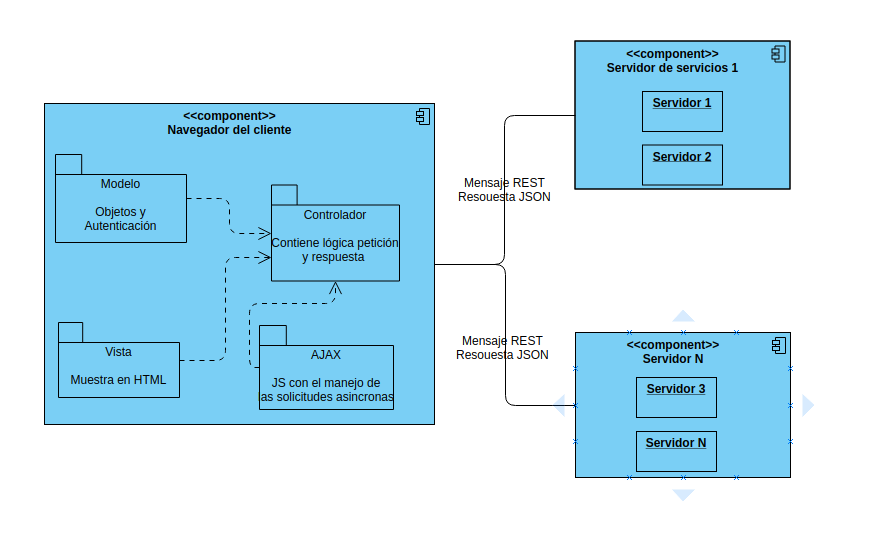 <<component>>
Navegador del cliente
Modelo
Objetos y
Autenticación
Controlador
Contiene lógica petición
y respuesta
Vista
Muestra en HTML
AJAX
JS con el manejo de
las solicitudes asincronas
Mensaje REST
Resouesta JSON
Mensaje REST
Resouesta JSON
<<component>>
Servidor de servicios 1
Servidor 1
Servidor 2
<<component>>
Servidor N
Servidor 3
Servidor N